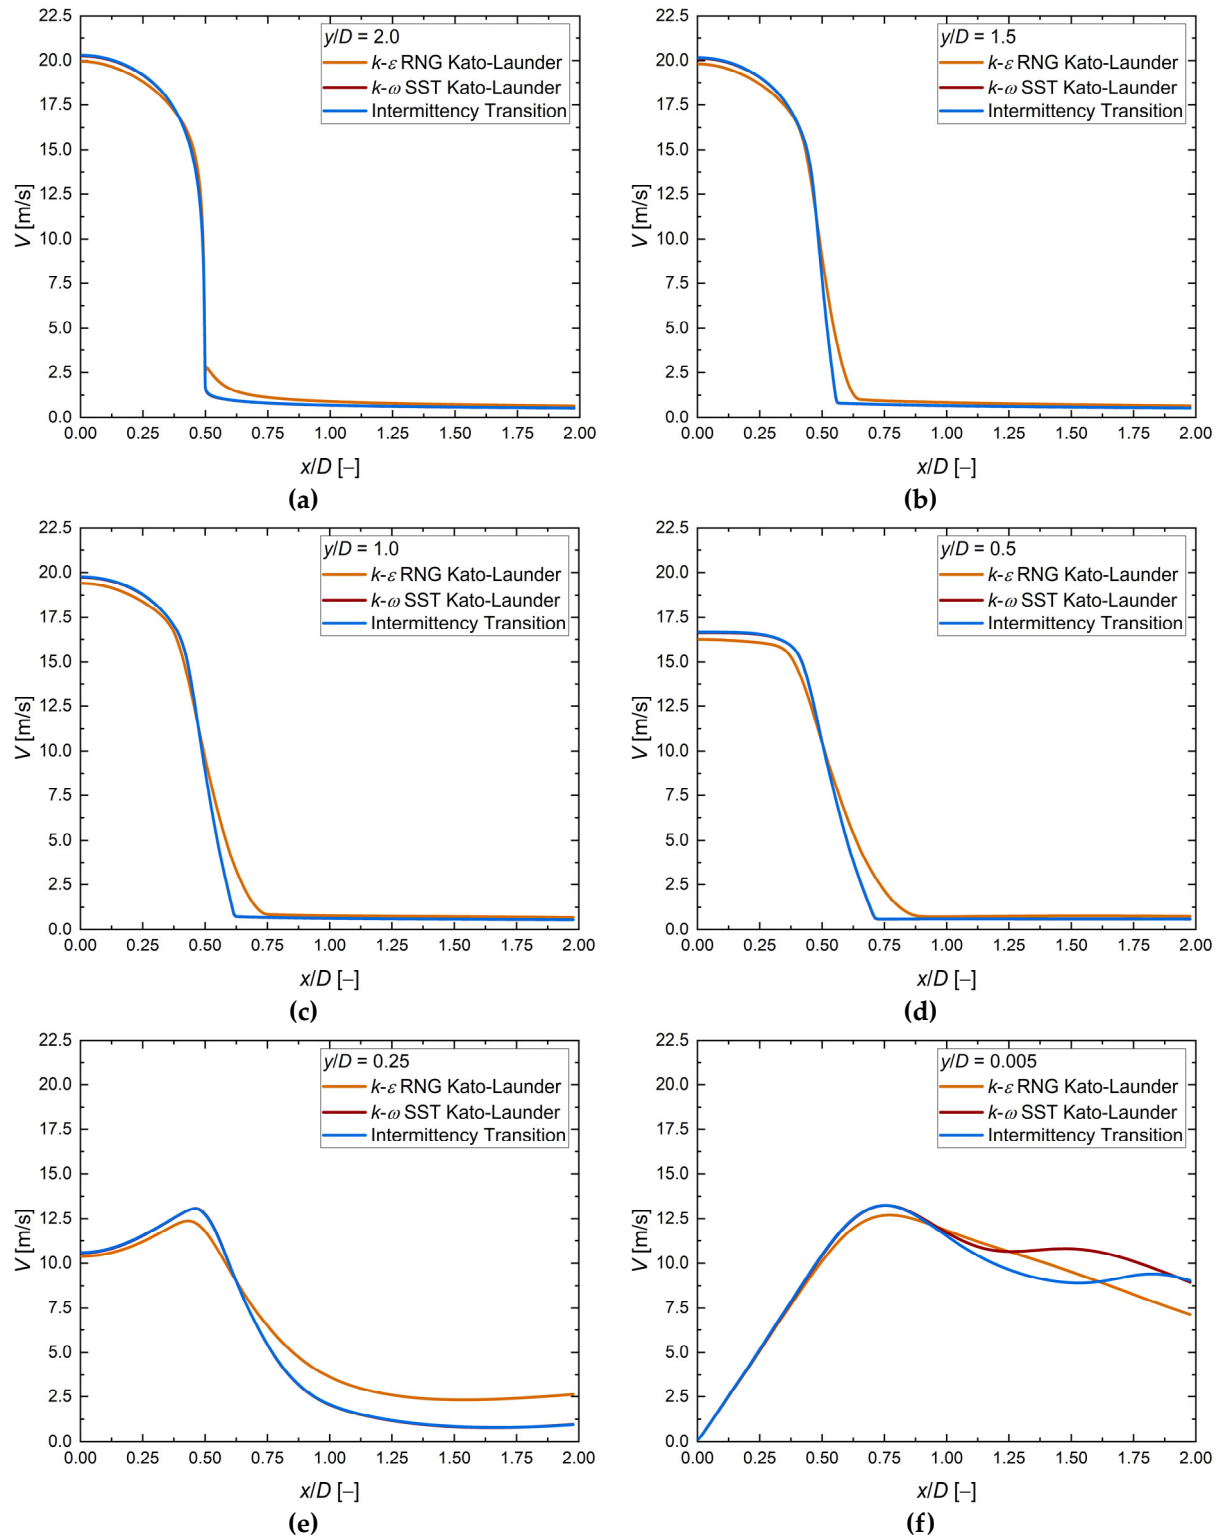 y/D = 2.0
k-ε RNG Kato-Launder
k-ω SST Kato-Launder
Intermittency Transition
22.5
20.0
17.5
15.0
12.5
10.0
7.5
5.0
2.5
0.0
V [m/s]
0.00 0.25 0.50 0.75 1.00 1.25 1.50 1.75 2.00
x/D [–]
(a)
y/D = 1.5
k-ε RNG Kato-Launder
k-ω SST Kato-Launder
Intermittency Transition
22.5
20.0
17.5
15.0
12.5
10.0
7.5
5.0
2.5
0.0
V [m/s]
0.00 0.25 0.50 0.75 1.00 1.25 1.50 1.75 2.00
x/D [–]
(b)
y/D = 1.0
k-ε RNG Kato-Launder
k-ω SST Kato-Launder
Intermittency Transition
22.5
20.0
17.5
15.0
12.5
10.0
7.5
5.0
2.5
0.0
V [m/s]
0.00 0.25 0.50 0.75 1.00 1.25 1.50 1.75 2.00
x/D [–]
(c)
y/D = 0.5
k-ε RNG Kato-Launder
k-ω SST Kato-Launder
Intermittency Transition
22.5
20.0
17.5
15.0
12.5
10.0
7.5
5.0
2.5
0.0
V [m/s]
0.00 0.25 0.50 0.75 1.00 1.25 1.50 1.75 2.00
x/D [–]
(d)
y/D = 0.25
k-ε RNG Kato-Launder
k-ω SST Kato-Launder
Intermittency Transition
22.5
20.0
17.5
15.0
12.5
10.0
7.5
5.0
2.5
0.0
V [m/s]
0.00 0.25 0.50 0.75 1.00 1.25 1.50 1.75 2.00
x/D [–]
(e)
y/D = 0.005
k-ε RNG Kato-Launder
k-ω SST Kato-Launder
Intermittency Transition
22.5
20.0
17.5
15.0
12.5
10.0
7.5
5.0
2.5
0.0
V [m/s]
0.00 0.25 0.50 0.75 1.00 1.25 1.50 1.75 2.00
x/D [–]
(f)